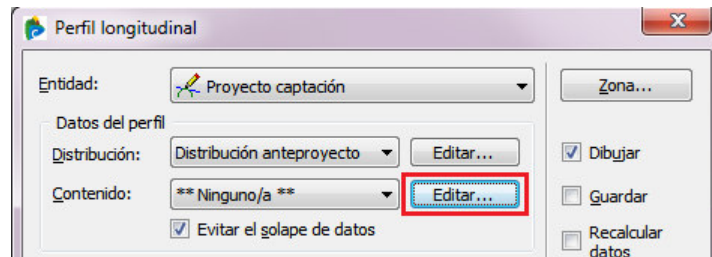 Perfil longitudinal
Entidad: Proyecto captación Zona...
Datos del perfil
Distribución: Distribución anteproyecto Editar... Dibujar
Contenido: ** Ninguno/a ** Editar... Guardar
Evitar el solape de datos Recalcular
datos